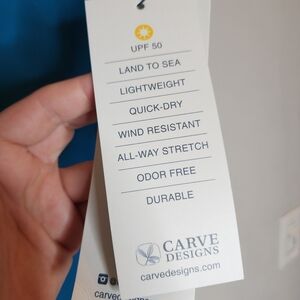 UPF 50
LAND TO SEA
LIGHTWEIGHT
QUICK-DRY
WIND RESISTANT
ALL-WAY STRETCH
ODOR FREE
DURABLE
CARVE
DESIGNS
carvedesigns.com